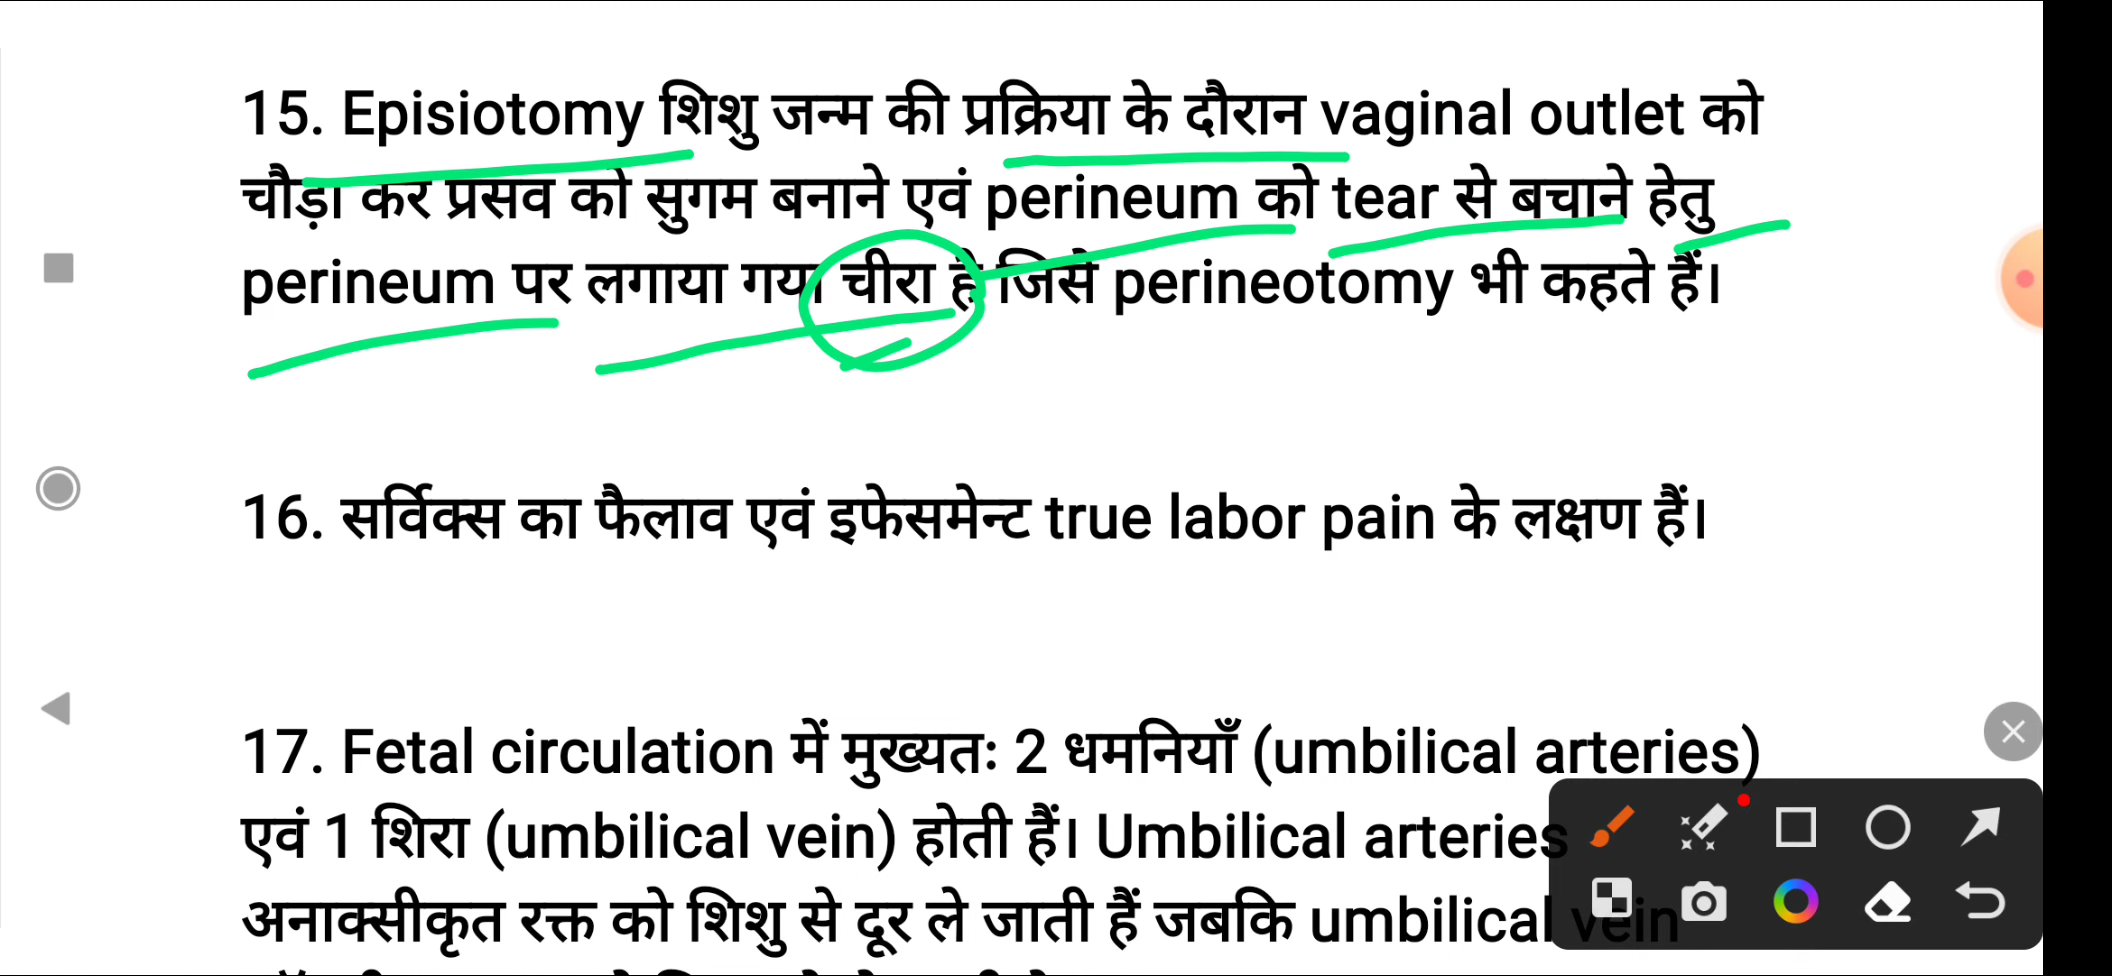 15. Episiotomy शिशु जन्म की प्रक्रिया के दौरान vaginal outlet को
चौड़ा कर प्रसव को सुगम बनाने एवं perineum को tear से बचाने हेतु
perineum पर लगाया गया चीरा है जिसे perineotomy भी कहते हैं।
16. सर्विक्स का फैलाव एवं इफेसमेन्ट true labor pain के लक्षण हैं।
17. Fetal circulation में मुख्यतः 2 धमनियाँ (umbilical arteries)
एवं 1 शिरा (umbilical vein) होती हैं। Umbilical arteries
अनाक्सीकृत रक्त को शिशु से दूर ले जाती हैं जबकि umbilical vein